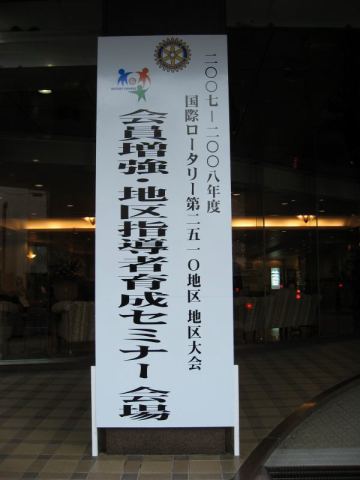 二〇〇七―二〇〇八年度
国際ロータリー第二五一〇地区 地区大会
会員増強・地区指導者育成セミナー 会場